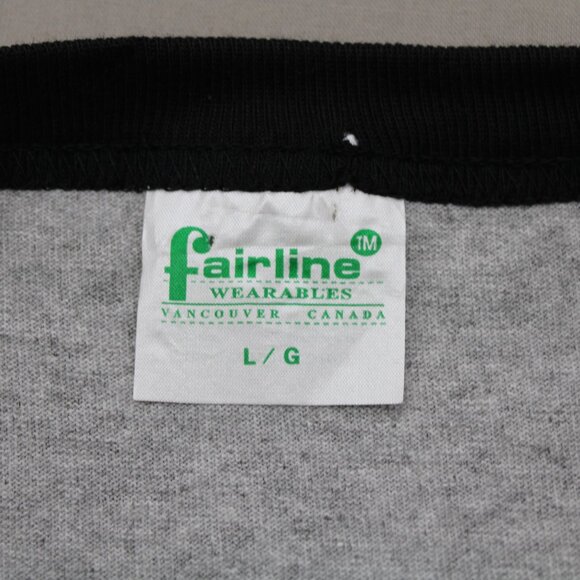 fairline TM
WEARABLES
VANCOUVER CANADA
L / G